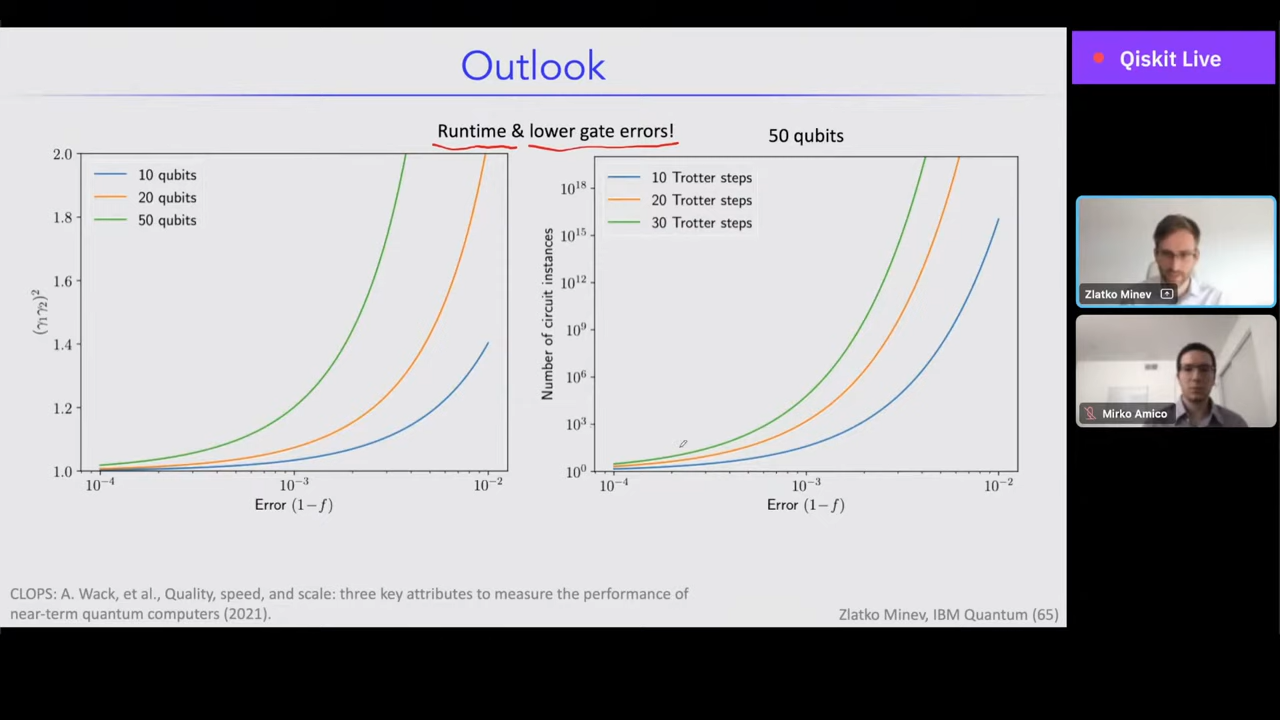 Outlook
Runtime & lower gate errors!
50 qubits
10 qubits
20 qubits
50 qubits
2.0
1.8
1.6
1.4
1.2
1.0
(γ₁γ₂)²
10⁻⁴
10⁻³
10⁻²
Error (1−f)
10 Trotter steps
20 Trotter steps
30 Trotter steps
10¹⁸
10¹⁵
10¹²
10⁹
10⁶
10³
10⁰
Number of circuit instances
10⁻⁴
10⁻³
10⁻²
Error (1−f)
CLOPS: A. Wack, et al., Quality, speed, and scale: three key attributes to measure the performance of
near-term quantum computers (2021).
Zlatko Minev, IBM Quantum (65)
Qiskit Live
Zlatko Minev
Mirko Amico